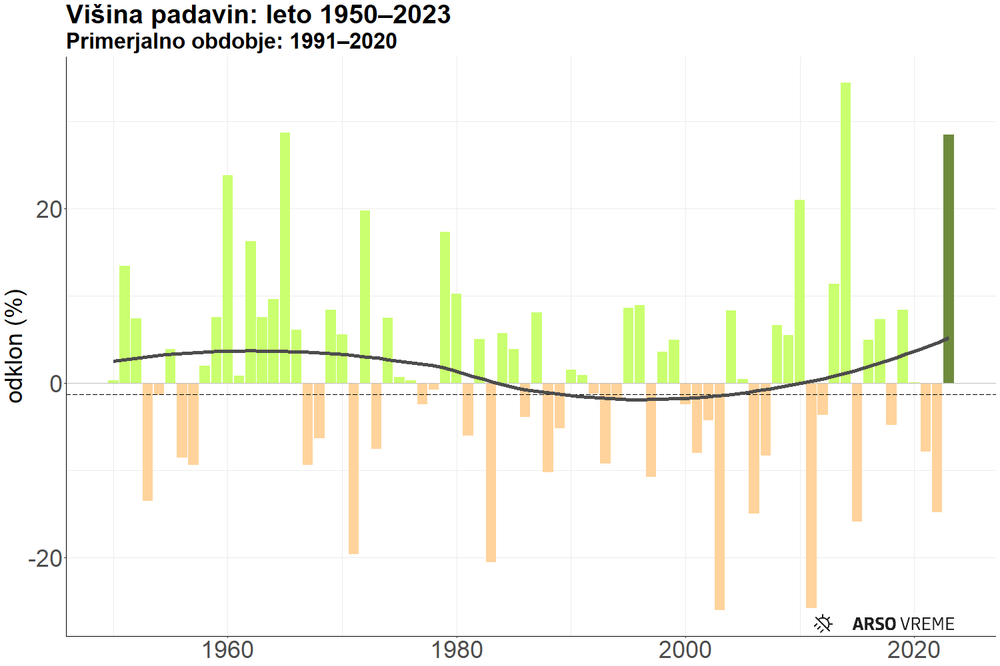 Višina padavin: leto 1950–2023
Primerjalno obdobje: 1991–2020
odklon (%)
20
0
-20
1960
1980
2000
2020
ARSO VREME